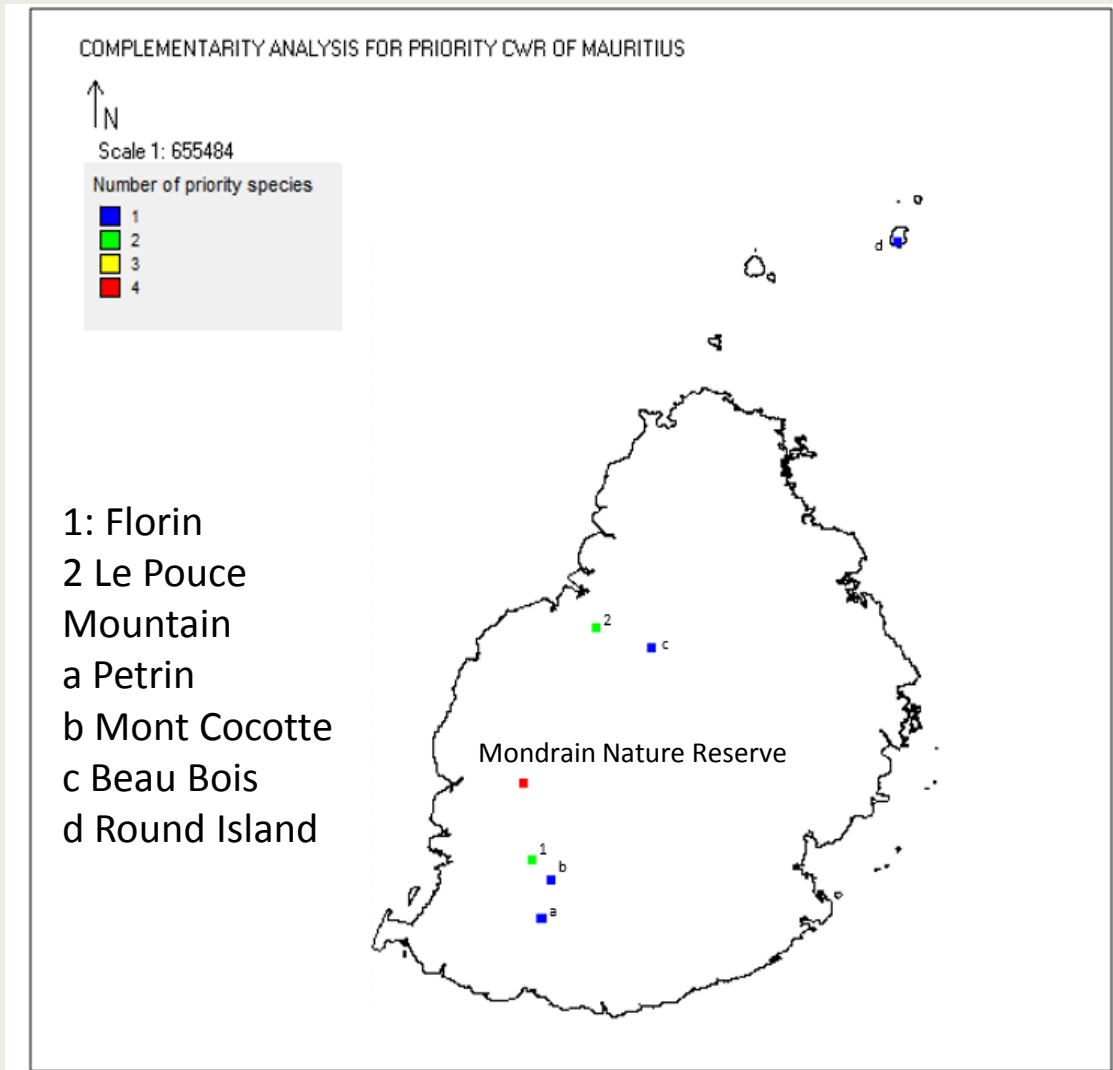 COMPLEMENTARITY ANALYSIS FOR PRIORITY CWR OF MAURITIUS
N
Scale 1: 655484
Number of priority species
1
2
3
4
d
1: Florin
2 Le Pouce
Mountain
a Petrin
b Mont Cocotte
c Beau Bois
d Round Island
2
c
Mondrain Nature Reserve
1
b
a